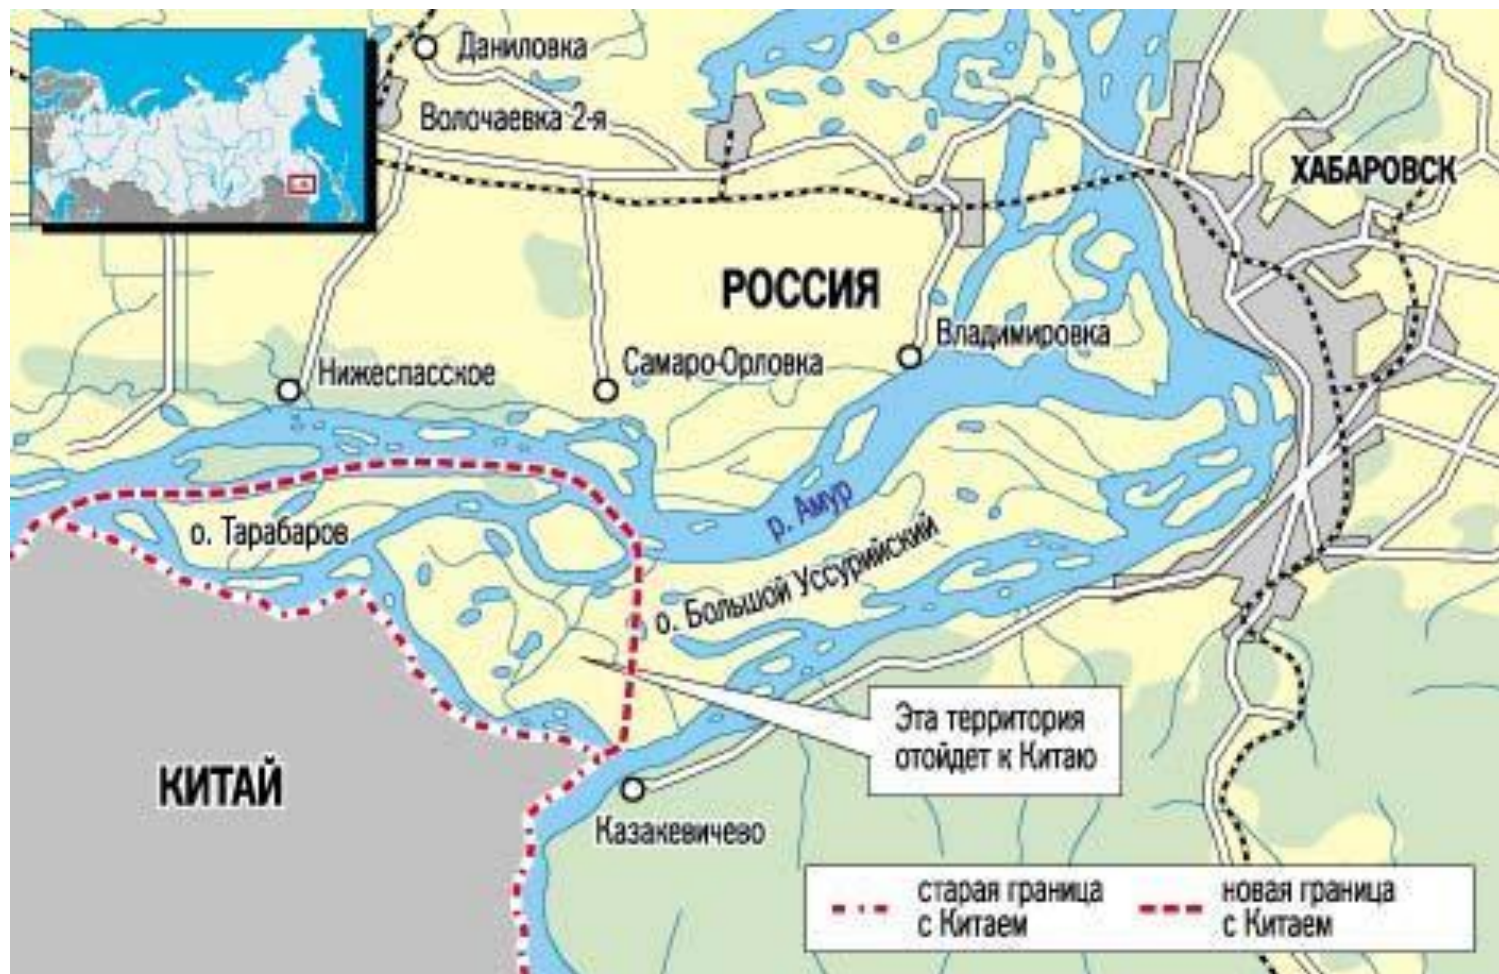 Даниловка
Волочаевка 2-я
ХАБАРОВСК
РОССИЯ
Владимировка
Нижеспасское
Самаро-Орловка
р. Амур
о. Тарабаров
о. Большой Уссурийский
Эта территория
отойдет к Китаю
КИТАЙ
Казакевичево
старая граница
с Китаем
новая граница
с Китаем